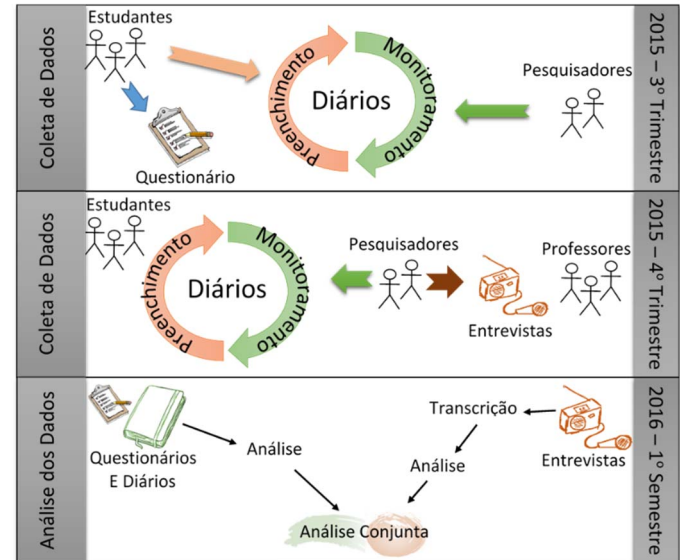 Coleta de Dados
Estudantes
Questionário
Preenchimento
Diários
Monitoramento
Pesquisadores
2015 – 3º Trimestre
Coleta de Dados
Estudantes
Preenchimento
Diários
Monitoramento
Pesquisadores
Entrevistas
Professores
2015 – 4º Trimestre
Análise dos Dados
Questionários
E Diários
Análise
Transcrição
Análise
Entrevistas
Análise Conjunta
2016 – 1º Semestre